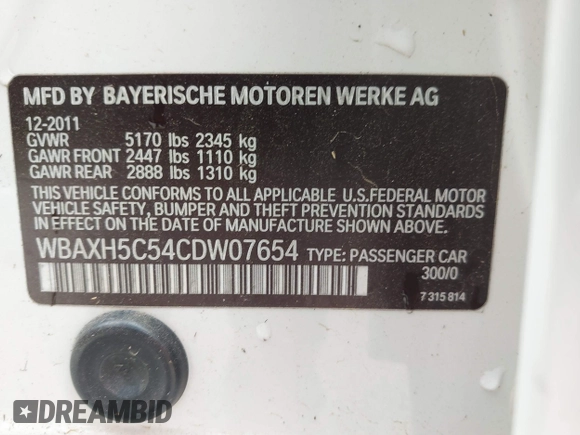 MFD BY BAYERISCHE MOTOREN WERKE AG
12-2011
GVWR 5170 lbs 2345 kg
GAWR FRONT 2447 lbs 1110 kg
GAWR REAR 2888 lbs 1310 kg
THIS VEHICLE CONFORMS TO ALL APPLICABLE U.S.FEDERAL MOTOR
VEHICLE SAFETY, BUMPER AND THEFT PREVENTION STANDARDS
IN EFFECT ON THE DATE OF MANUFACTURE SHOWN ABOVE.
WBAXH5C54CDW07654 TYPE: PASSENGER CAR
300/0
7 315 814
DREAMBID